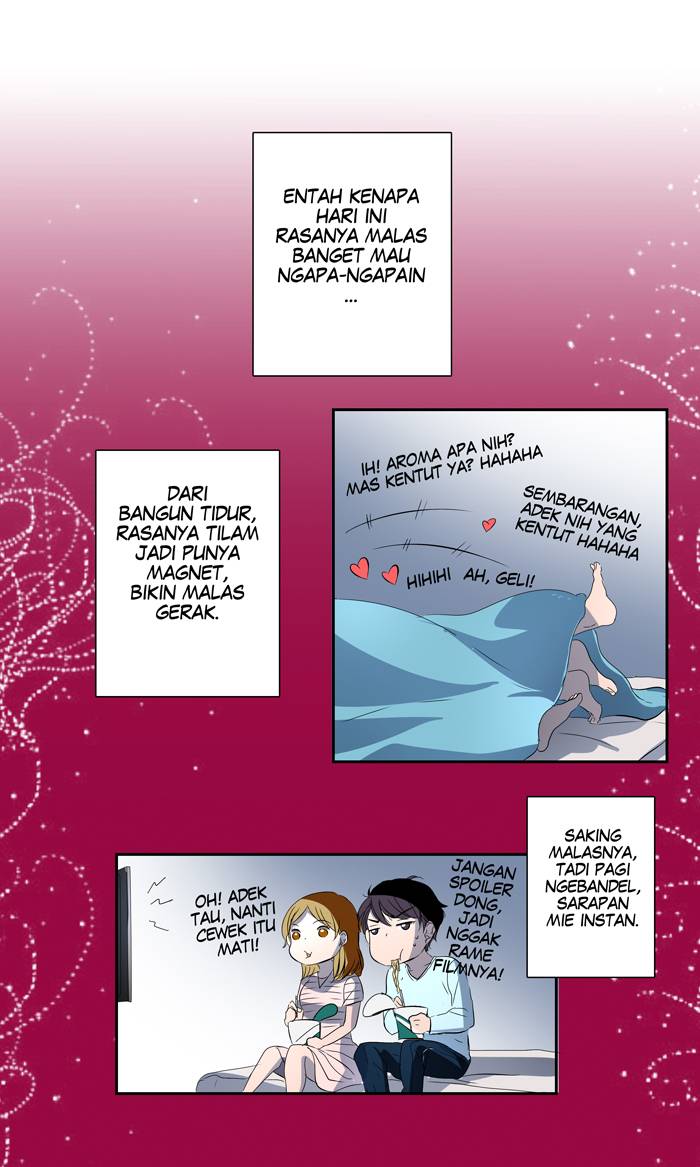 ENTAH KENAPA
HARI INI
RASANYA MALAS
BANGET MAU
NGAPA-NGAPAIN
...
IH! AROMA APA NIH?
MAS KENTUT YA? HAHAHA
SEMBARANGAN,
ADEK NIH YANG
KENTUT HAHAHA
HIHIHI AH, GELI!
DARI
BANGUN TIDUR,
RASANYA TILAM
JADI PUNYA
MAGNET,
BIKIN MALAS
GERAK.
SAKING
MALASNYA,
TADI PAGI
NGEBANDEL,
SARAPAN
MIE INSTAN.
OH! ADEK
TAU, NANTI
CEWEK ITU
MATI!
JANGAN
SPOILER
DONG,
JADI
NGGAK
RAME
FILMNYA!